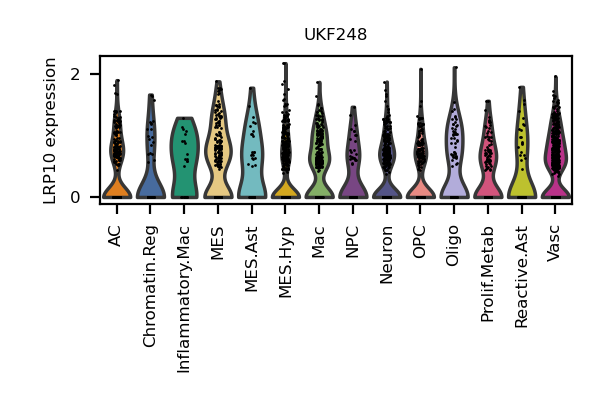 UKF248
LRP10 expression
2
0
AC
Chromatin.Reg
Inflammatory.Mac
MES
MES.Ast
MES.Hyp
Mac
NPC
Neuron
OPC
Oligo
Prolif.Metab
Reactive.Ast
Vasc